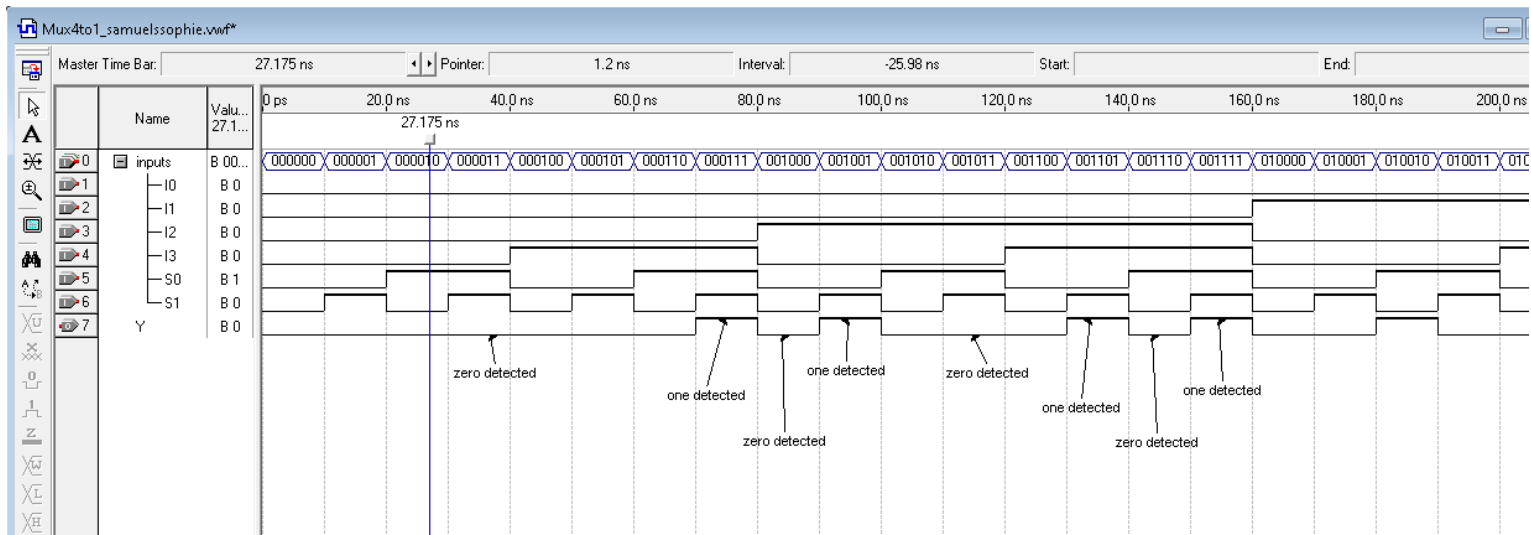 Mux4to1_samuelssophie.vwf*
Master Time Bar: 27.175 ns Pointer: 1.2 ns Interval: -25.98 ns Start: End:
Name Valu... 27.1...
0 ps 20.0 ns 40.0 ns 60.0 ns 80.0 ns 100.0 ns 120.0 ns 140.0 ns 160.0 ns 180.0 ns 200.0 ns
27.175 ns
0 inputs B 00... 000000 000001 000010 000011 000100 000101 000110 000111 001000 001001 001010 001011 001100 001101 001110 001111 010000 010001 010010 010011 010
1 I0 B 0
2 I1 B 0
3 I2 B 0
4 I3 B 0
5 S0 B 1
6 S1 B 0
7 Y B 0
zero detected
one detected
zero detected
one detected
zero detected
one detected
zero detected
one detected